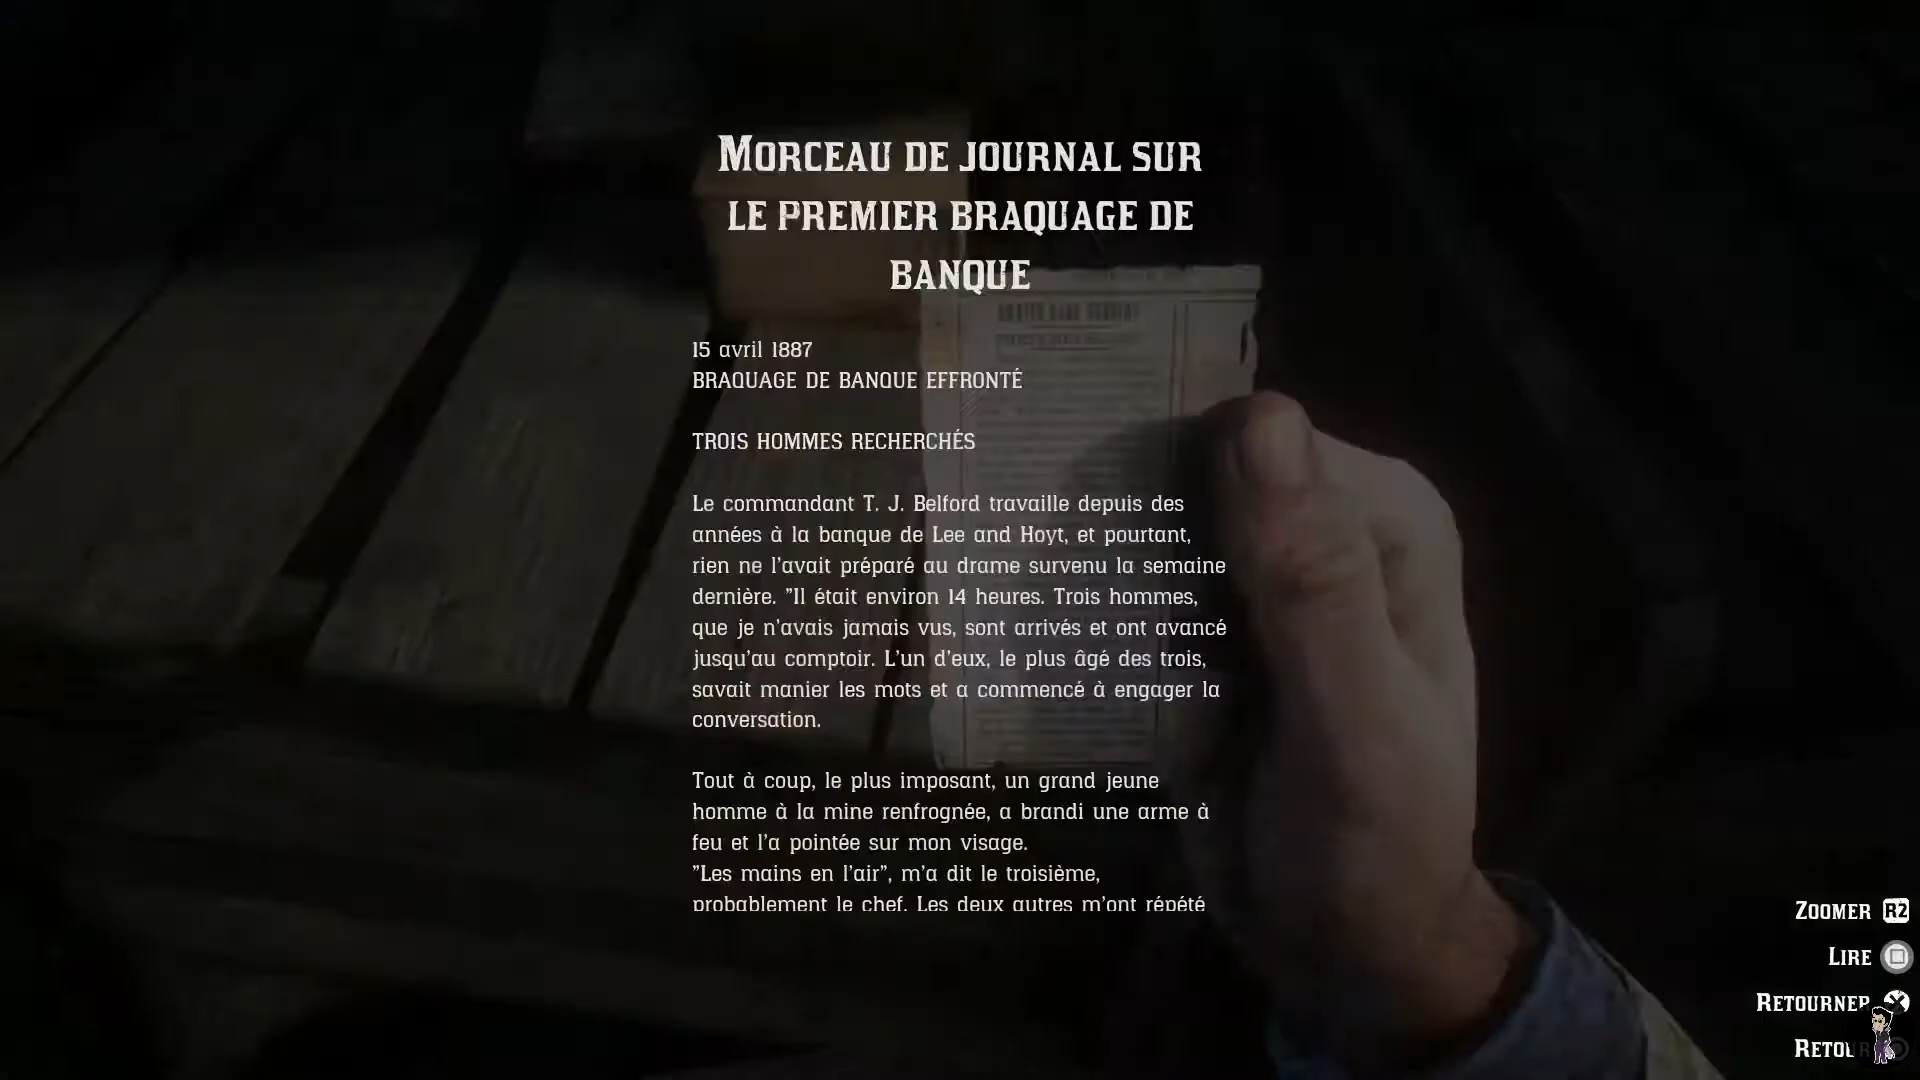 MORCEAU DE JOURNAL SUR
LE PREMIER BRAQUAGE DE
BANQUE
15 avril 1887
BRAQUAGE DE BANQUE EFFRONTÉ
TROIS HOMMES RECHERCHÉS
Le commandant T. J. Belford travaille depuis des
années à la banque de Lee and Hoyt, et pourtant,
rien ne l'avait préparé au drame survenu la semaine
dernière. "Il était environ 14 heures. Trois hommes,
que je n'avais jamais vus, sont arrivés et ont avancé
jusqu'au comptoir. L'un d'eux, le plus âgé des trois,
savait manier les mots et a commencé à engager la
conversation.
Tout à coup, le plus imposant, un grand jeune
homme à la mine renfrognée, a brandi une arme à
feu et l'a pointée sur mon visage.
"Les mains en l'air", m'a dit le troisième,
probablement le chef. Les deux autres m'ont répété
ZOOMER R2
LIRE
RETOURNER
RETOUR